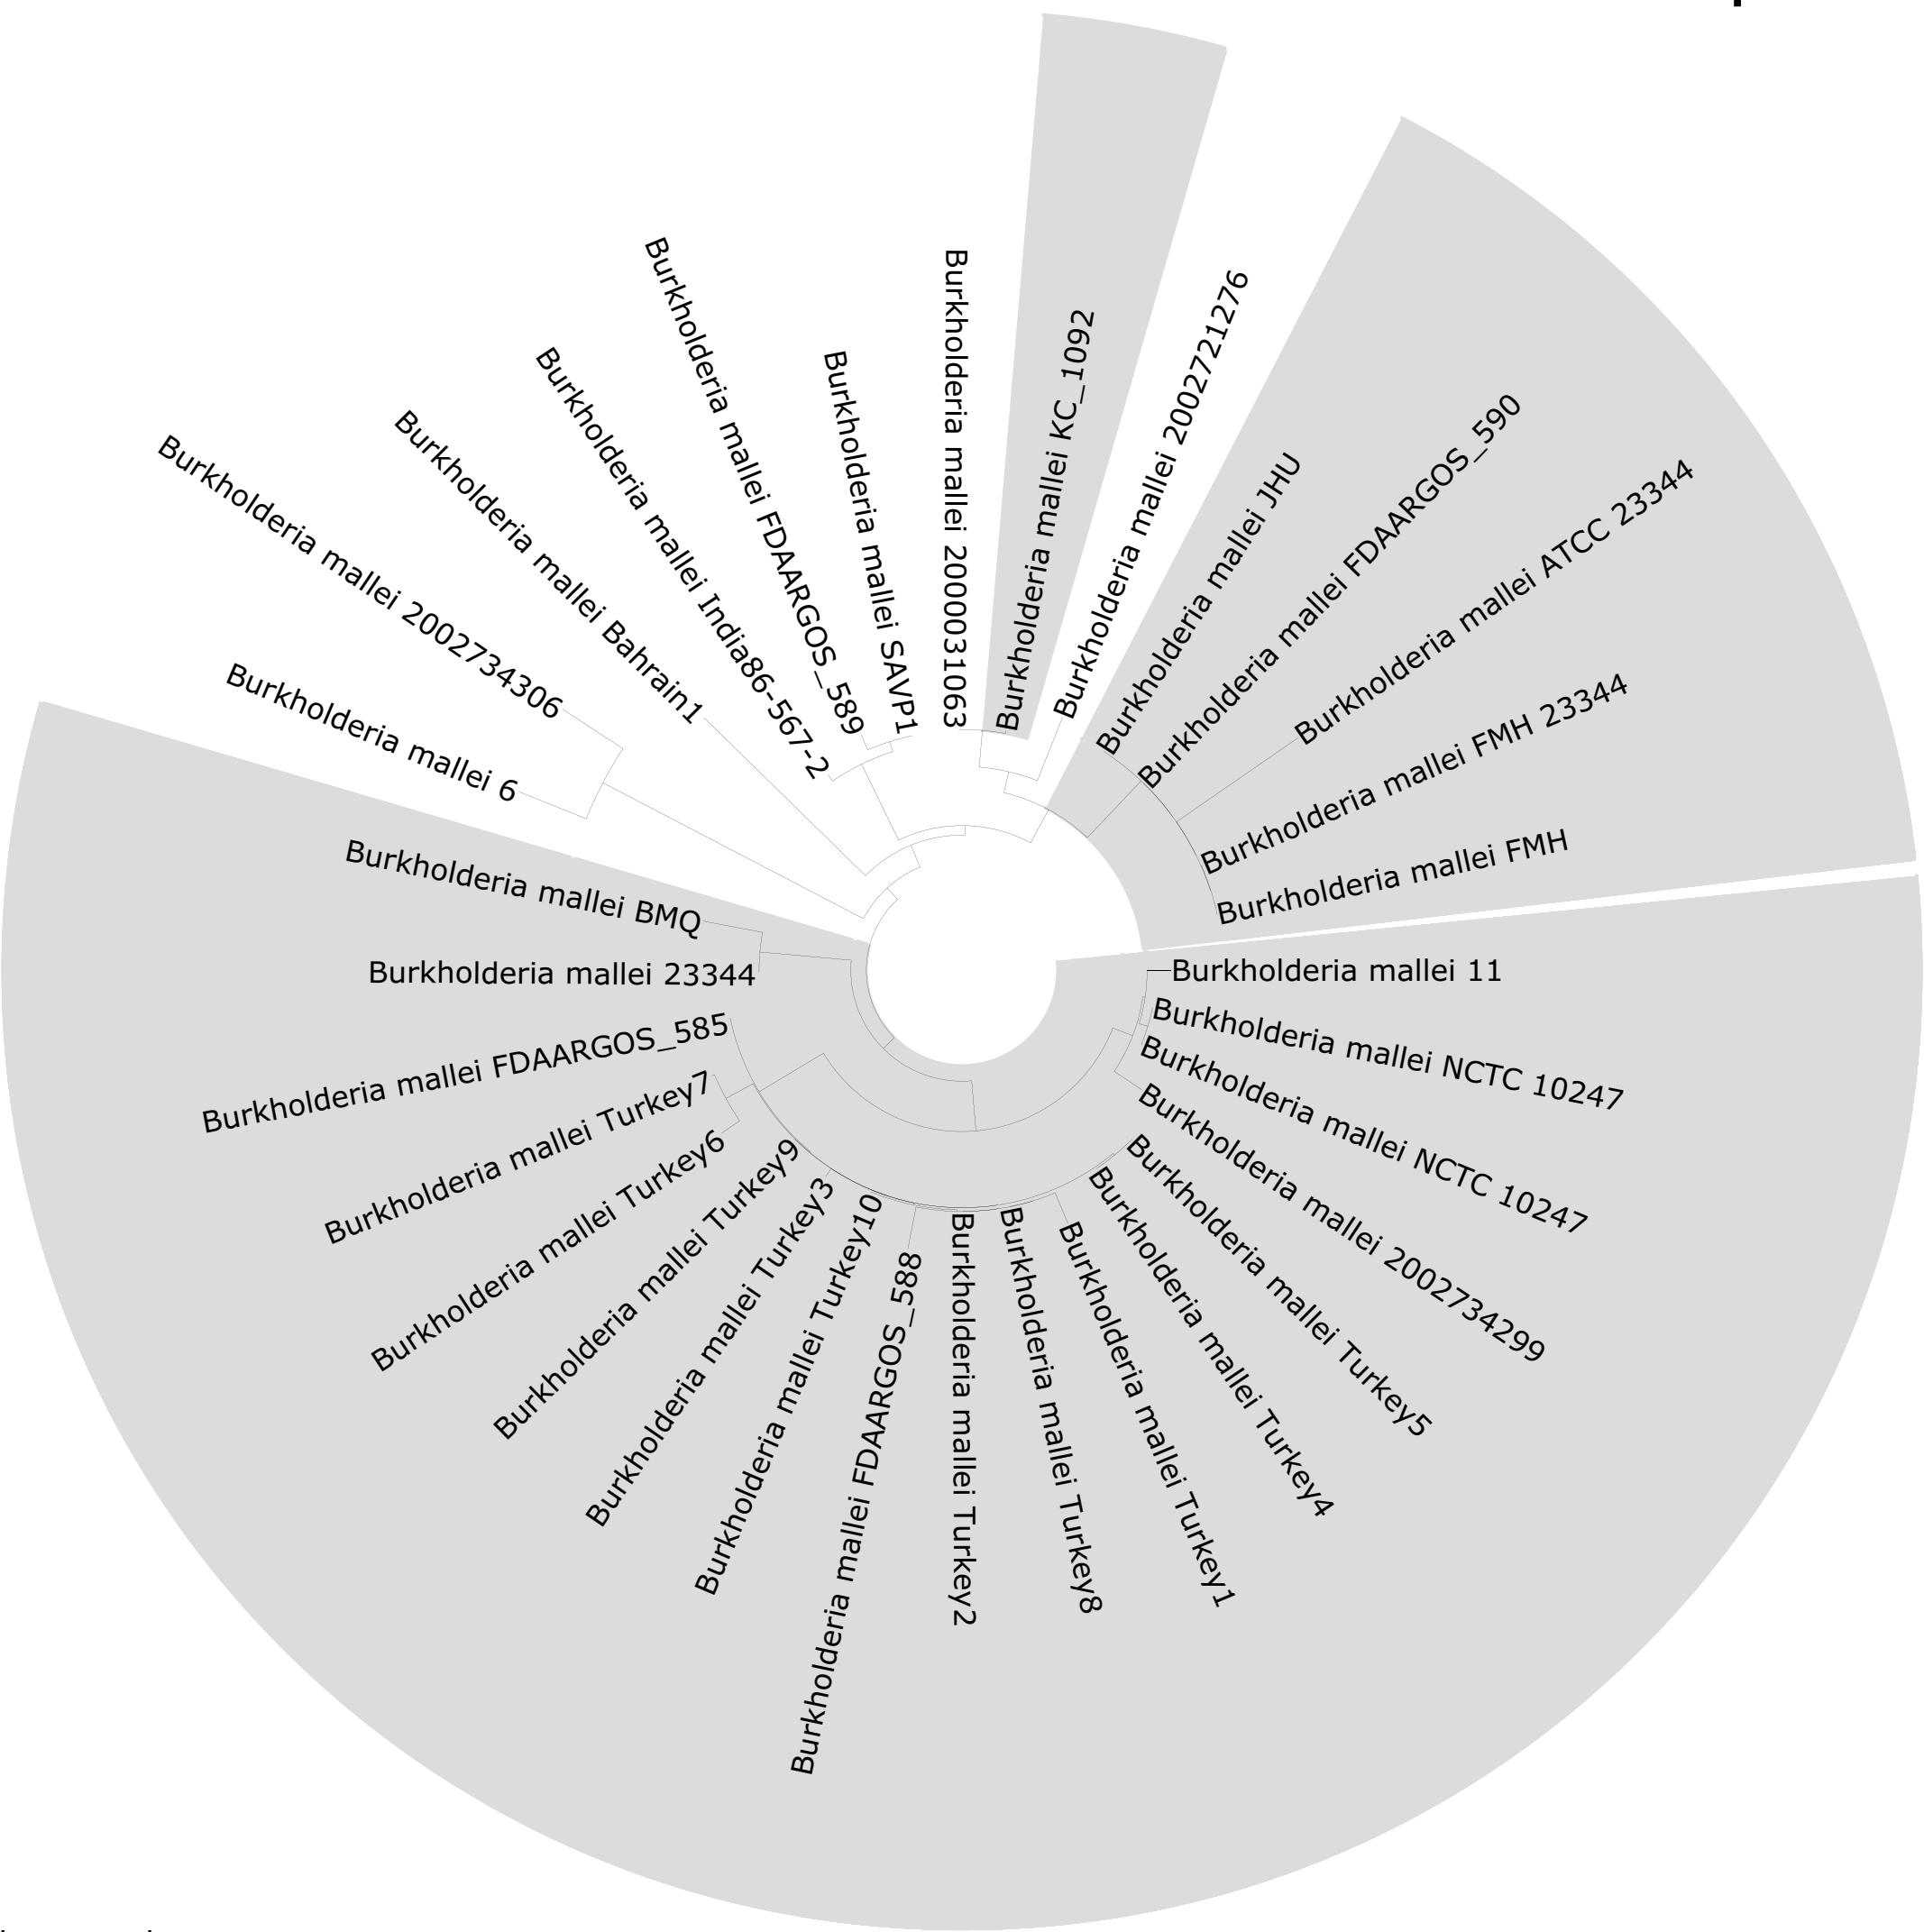 Burkholderia mallei 2000031063
Burkholderia mallei KC_1092
Burkholderia mallei 2002721276
Burkholderia mallei JHU
Burkholderia mallei FDAARGOS_590
Burkholderia mallei ATCC 23344
Burkholderia mallei FMH 23344
Burkholderia mallei FMH
Burkholderia mallei 11
Burkholderia mallei NCTC 10247
Burkholderia mallei NCTC 10247
Burkholderia mallei 2002734299
Burkholderia mallei Turkey5
Burkholderia mallei Turkey4
Burkholderia mallei Turkey1
Burkholderia mallei Turkey8
Burkholderia mallei Turkey2
Burkholderia mallei FDAARGOS_588
Burkholderia mallei Turkey10
Burkholderia mallei Turkey3
Burkholderia mallei Turkey9
Burkholderia mallei Turkey6
Burkholderia mallei Turkey7
Burkholderia mallei FDAARGOS_585
Burkholderia mallei 23344
Burkholderia mallei BMQ
Burkholderia mallei 6
Burkholderia mallei 2002734306
Burkholderia mallei Bahrain1
Burkholderia mallei India86-567-2
Burkholderia mallei FDAARGOS_589
Burkholderia mallei SAVP1